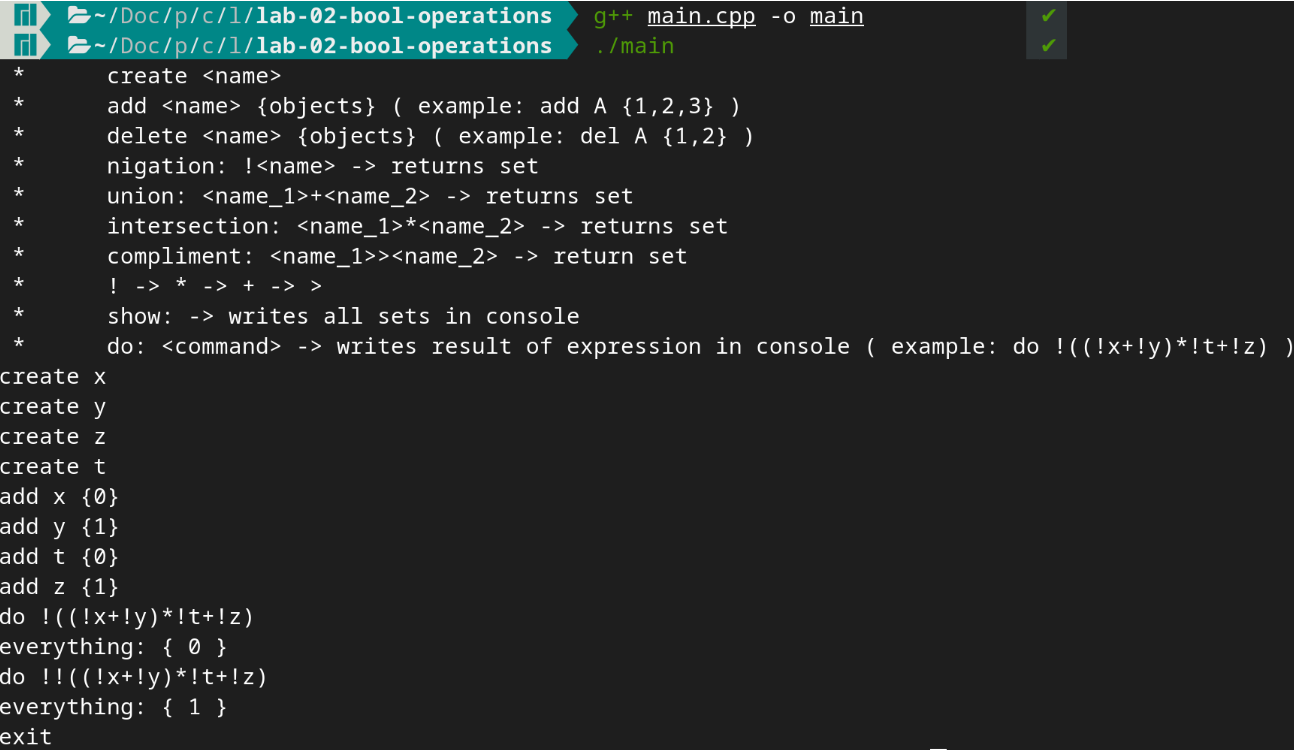 ~/Doc/p/c/l/lab-02-bool-operations g++ main.cpp -o main ✔
~/Doc/p/c/l/lab-02-bool-operations ./main ✔
* create <name>
* add <name> {objects} ( example: add A {1,2,3} )
* delete <name> {objects} ( example: del A {1,2} )
* nigation: !<name> -> returns set
* union: <name_1>+<name_2> -> returns set
* intersection: <name_1>*<name_2> -> returns set
* compliment: <name_1>><name_2> -> return set
* ! -> * -> + -> >
* show: -> writes all sets in console
* do: <command> -> writes result of expression in console ( example: do !((!x+!y)*!t+!z) )
create x
create y
create z
create t
add x {0}
add y {1}
add t {0}
add z {1}
do !((!x+!y)*!t+!z)
everything: { 0 }
do !!((!x+!y)*!t+!z)
everything: { 1 }
exit